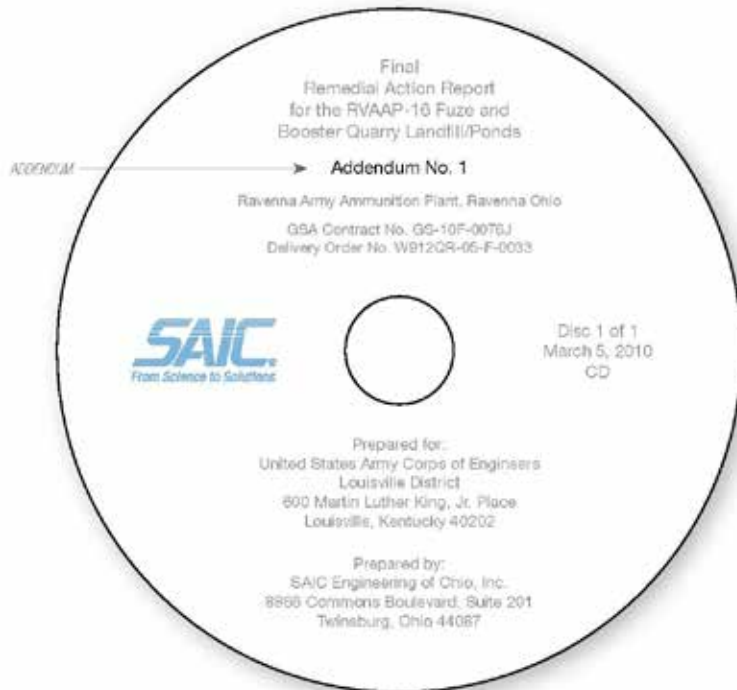 Final
Remedial Action Report
for the RVAAP-16 Fuze and
Booster Quarry Landfill/Ponds
ADDENDUM
Addendum No. 1
Ravenna Army Ammunition Plant, Ravenna Ohio
GSA Contract No. GS-10F-0076J
Delivery Order No. W912QR-05-F-0033
SAIC
From Science to Solutions
Disc 1 of 1
March 5, 2010
CD
Prepared for:
United States Army Corps of Engineers
Louisville District
600 Martin Luther King, Jr. Place
Louisville, Kentucky 40202
Prepared by:
SAIC Engineering of Ohio, Inc.
8866 Commons Boulevard, Suite 201
Twinsburg, Ohio 44087